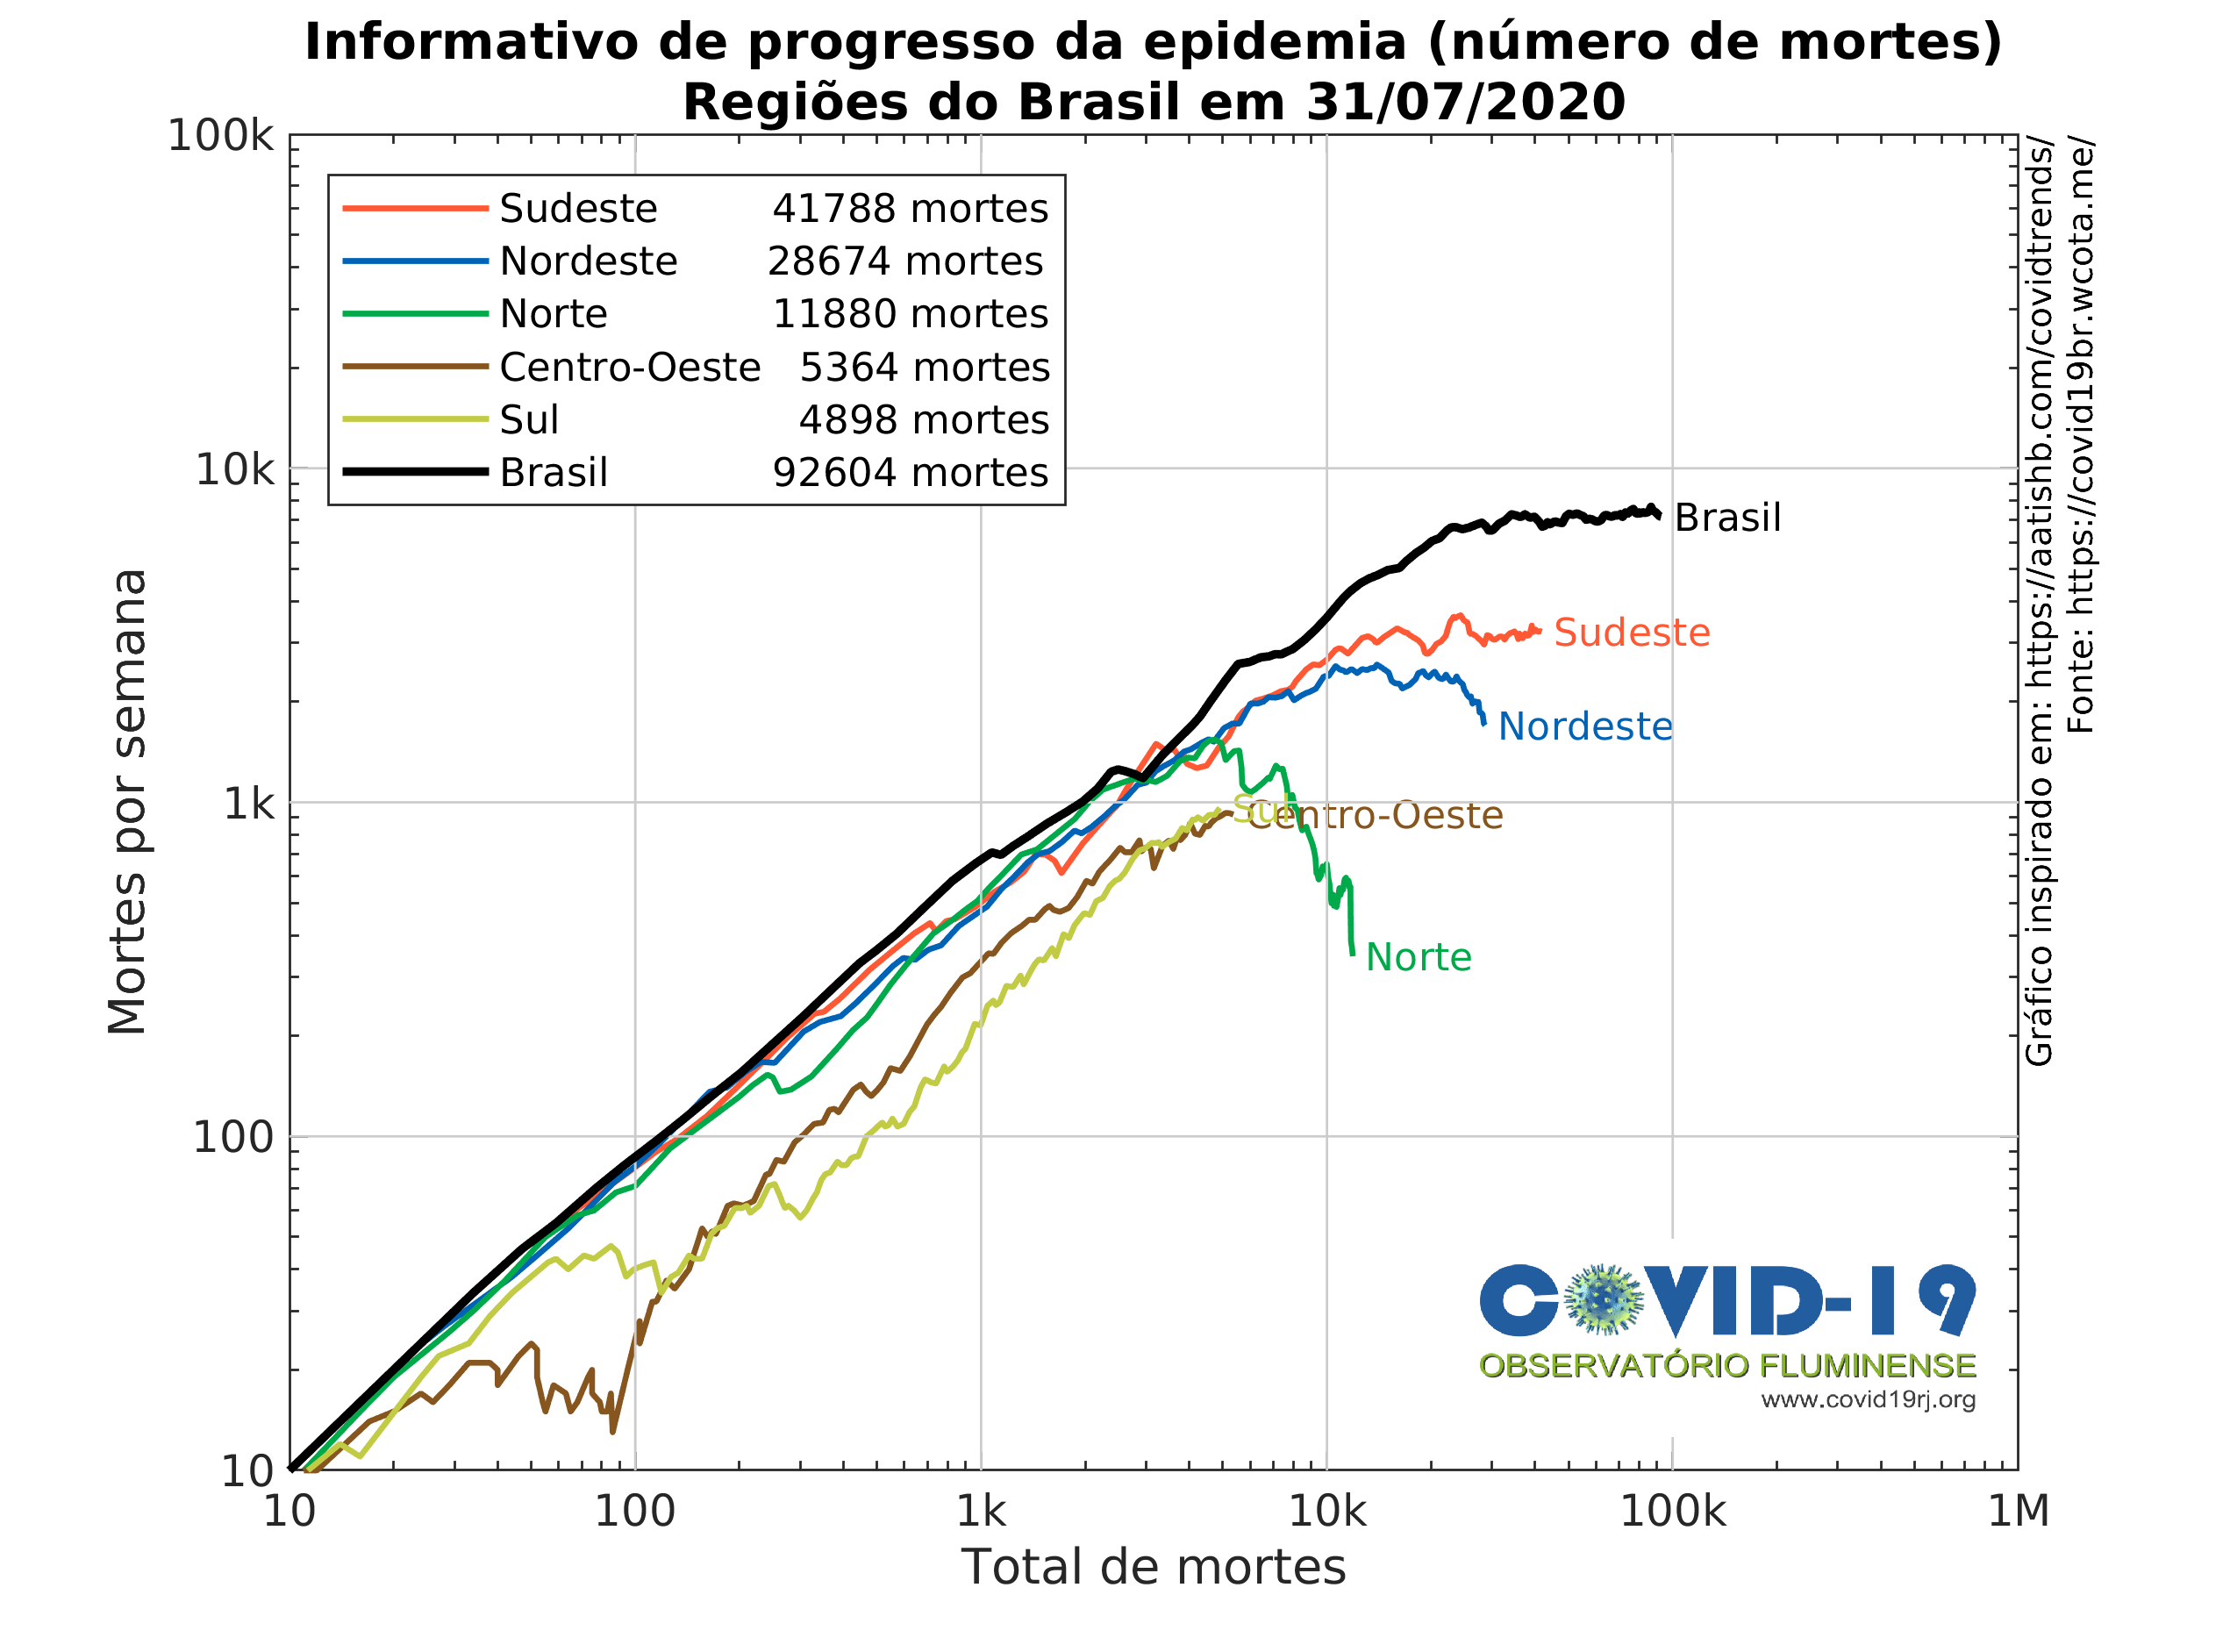 Informativo de progresso da epidemia (número de mortes)
Regiões do Brasil em 31/07/2020
100k
10k
1k
100
10
Mortes por semana
Sudeste 41788 mortes
Nordeste 28674 mortes
Norte 11880 mortes
Centro-Oeste 5364 mortes
Sul 4898 mortes
Brasil 92604 mortes
Brasil
Sudeste
Nordeste
Sul
Centro-Oeste
Norte
Gráfico inspirado em: https://aatishb.com/covidtrends/
Fonte: https://covid19br.wcota.me/
COVID-19
OBSERVATÓRIO FLUMINENSE
www.covid19rj.org
10
100
1k
10k
100k
1M
Total de mortes